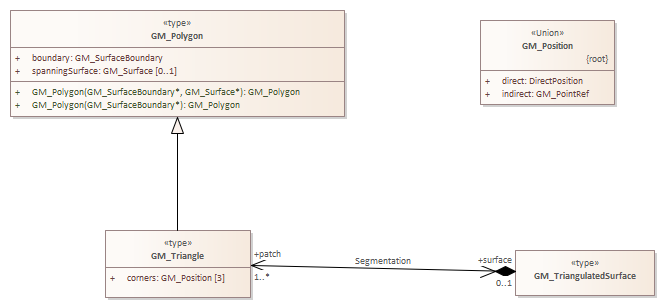 «type»
GM_Polygon
+ boundary: GM_SurfaceBoundary
+ spanningSurface: GM_Surface [0..1]
+ GM_Polygon(GM_SurfaceBoundary*, GM_Surface*): GM_Polygon
+ GM_Polygon(GM_SurfaceBoundary*): GM_Polygon
«Union»
GM_Position
{root}
+ direct: DirectPosition
+ indirect: GM_PointRef
«type»
GM_Triangle
+ corners: GM_Position [3]
+patch
1..*
Segmentation
+surface
0..1
«type»
GM_TriangulatedSurface